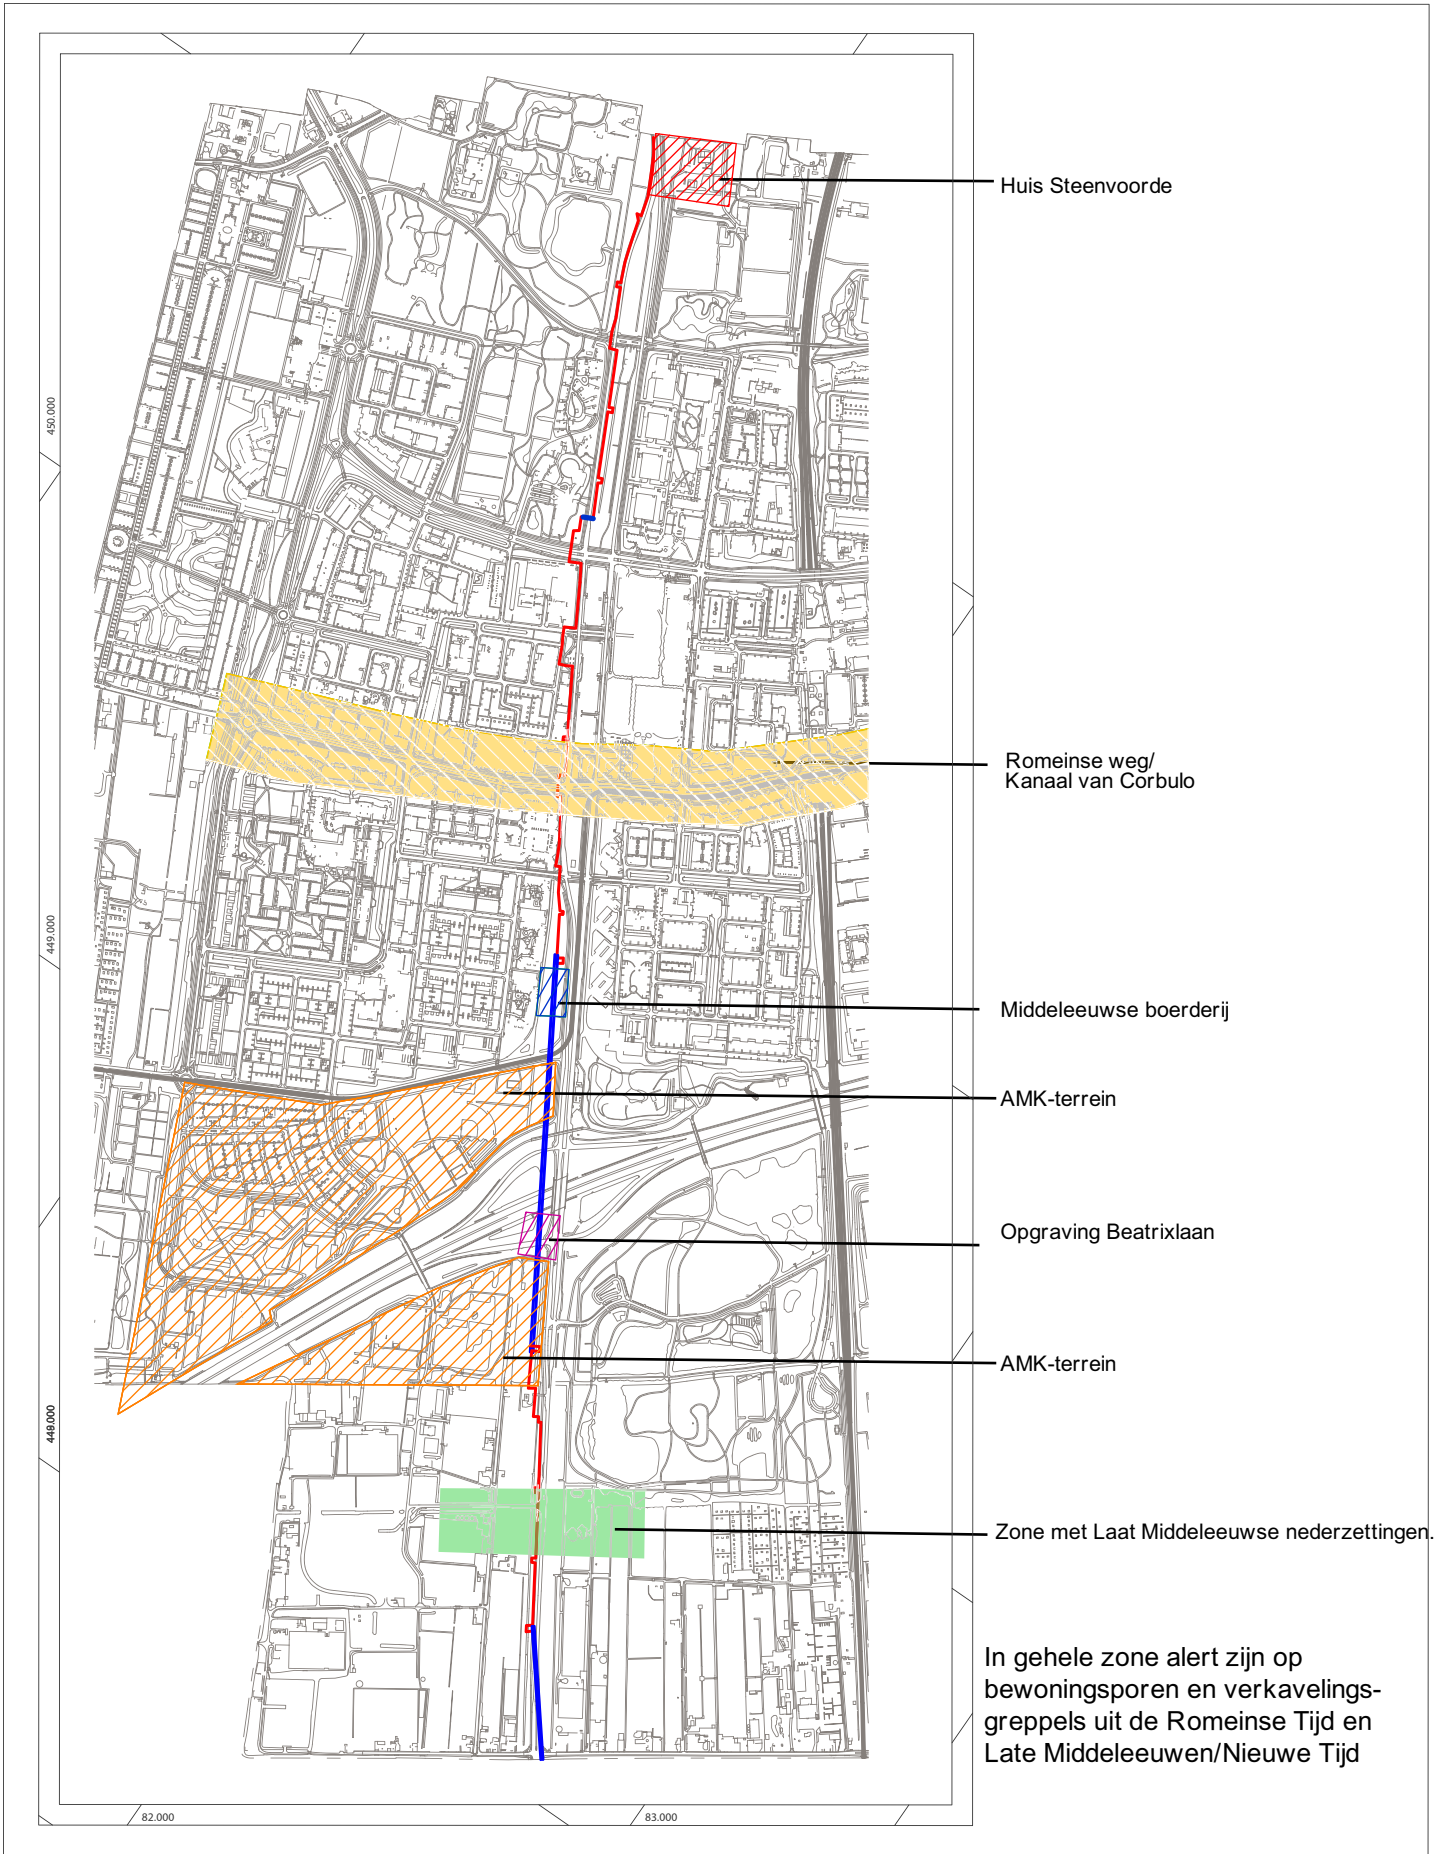 Huis Steenvoorde
450.000
Romeinse weg/
Kanaal van Corbulo
449.000
Middeleeuwse boerderij
AMK-terrein
Opgraving Beatrixlaan
AMK-terrein
448.000
Zone met Laat Middeleeuwse nederzettingen.
In gehele zone alert zijn op
bewoningsporen en verkavelings-
greppels uit de Romeinse Tijd en
Late Middeleeuwen/Nieuwe Tijd
82.000
83.000